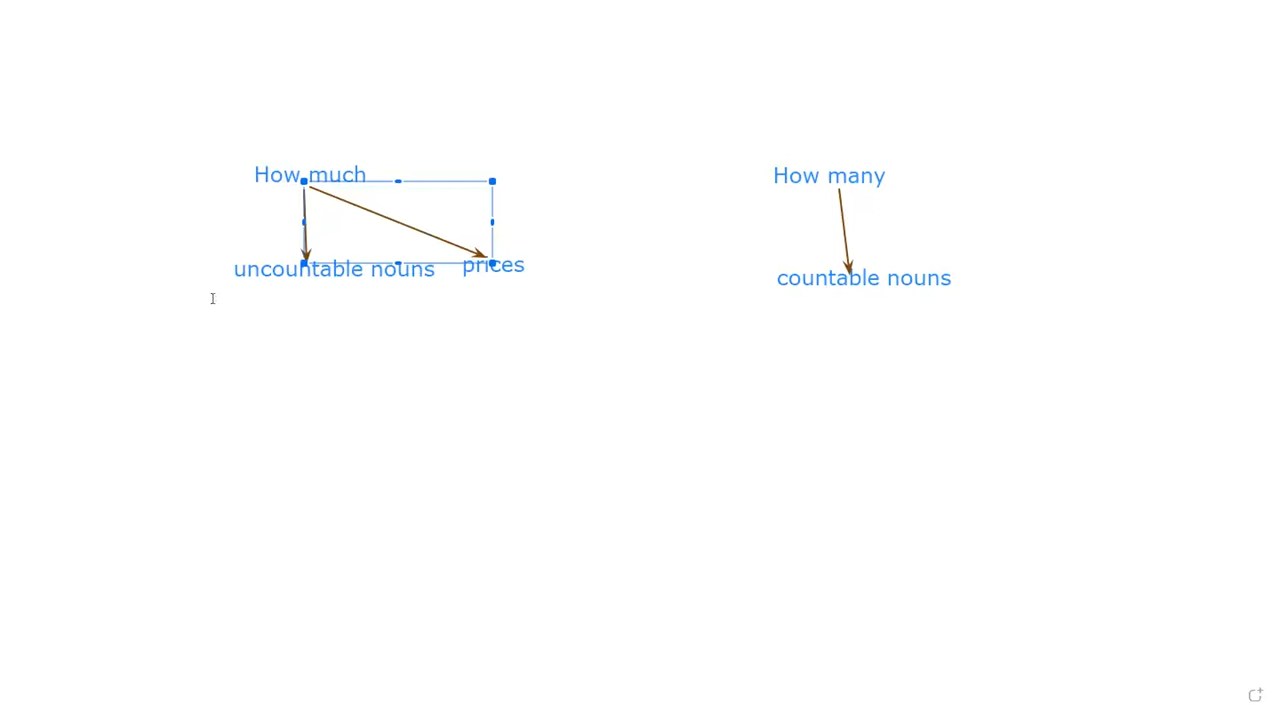 How much
How many
uncountable nouns
prices
countable nouns